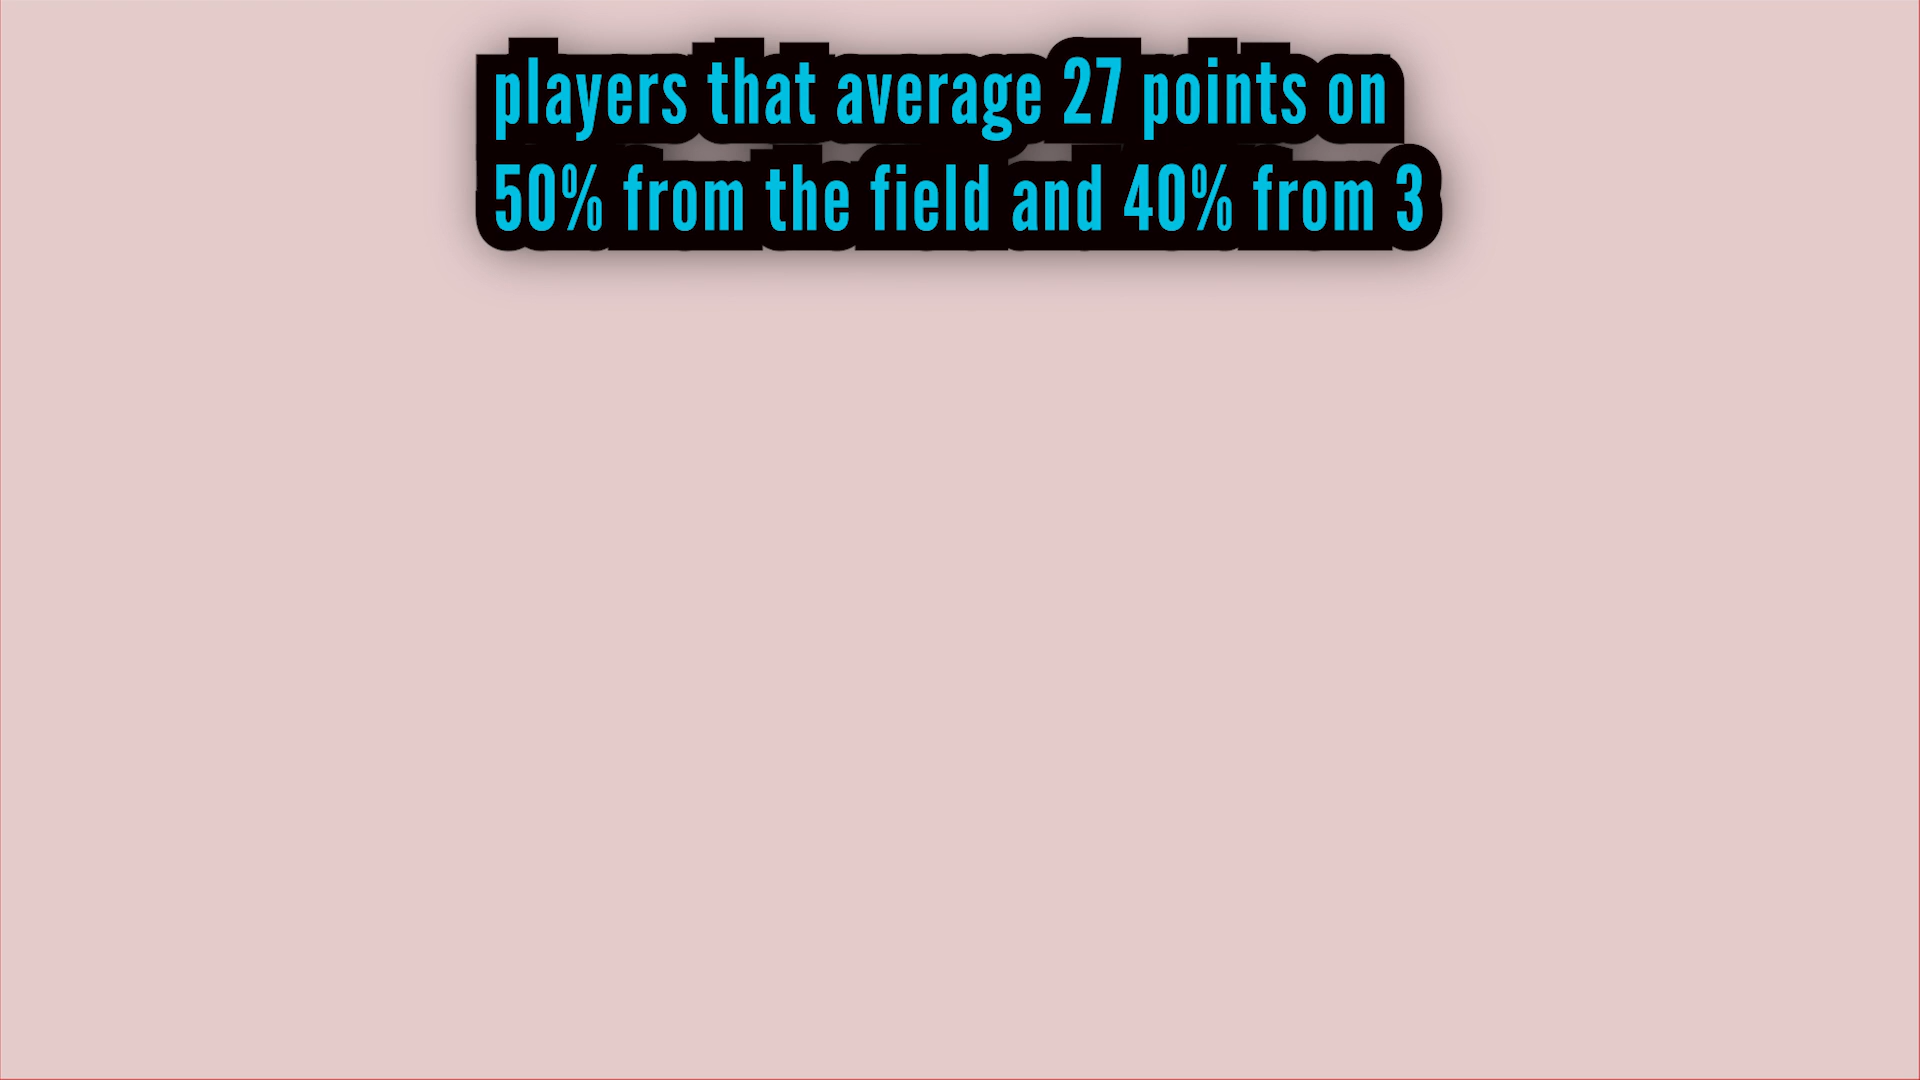 players that average 27 points on
50% from the field and 40% from 3